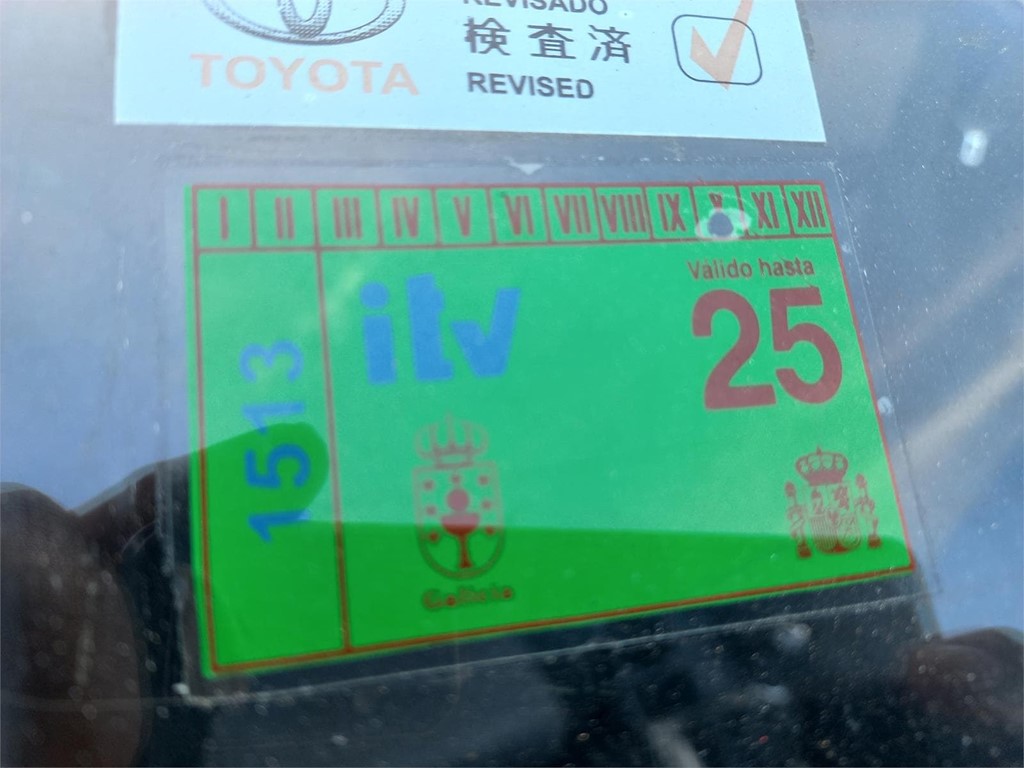 REVISADO
検査済
TOYOTA
REVISED
I II III IV V VI VII VIII IX X XI XII
Válido hasta
itv
25
1513
Galicia